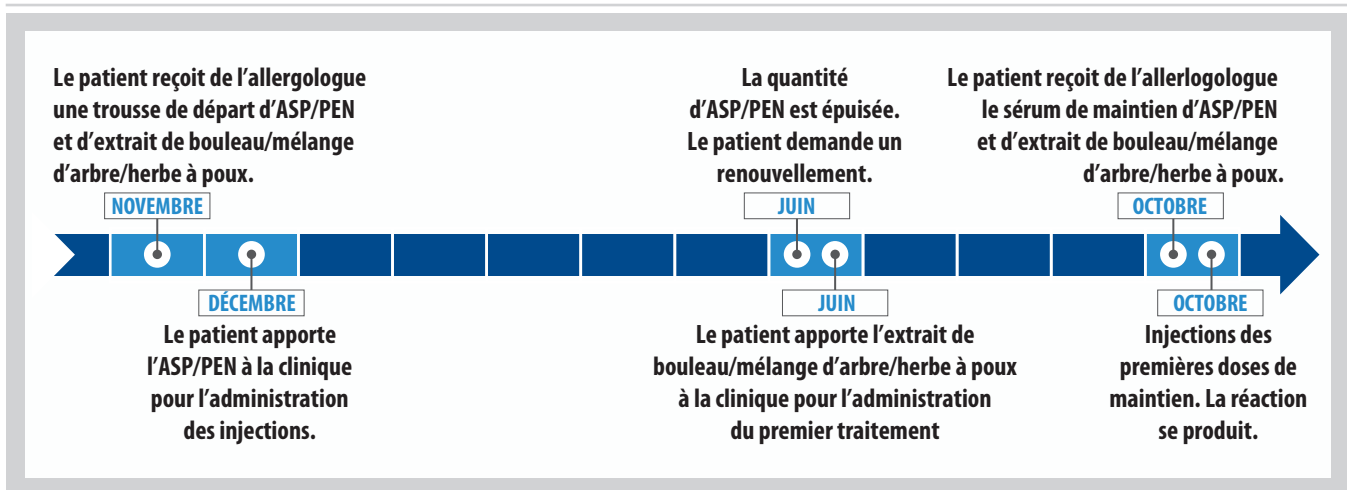 Le patient reçoit de l'allergologue
une trousse de départ d'ASP/PEN
et d'extrait de bouleau/mélange
d'arbre/herbe à poux.
NOVEMBRE
DÉCEMBRE
Le patient apporte
l'ASP/PEN à la clinique
pour l'administration
des injections.
La quantité
d'ASP/PEN est épuisée.
Le patient demande un
renouvellement.
JUIN
JUIN
Le patient apporte l'extrait de
bouleau/mélange d'arbre/herbe à poux
à la clinique pour l'administration
du premier traitement
Le patient reçoit de l'allerlogologue
le sérum de maintien d'ASP/PEN
et d'extrait de bouleau/mélange
d'arbre/herbe à poux.
OCTOBRE
OCTOBRE
Injections des
premières doses de
maintien. La réaction
se produit.